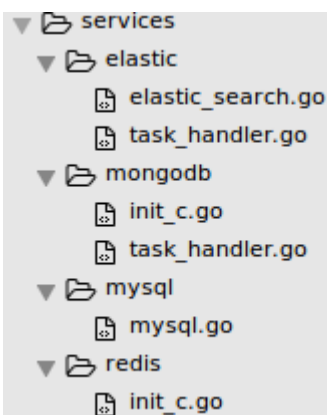 services
elastic
elastic_search.go
task_handler.go
mongodb
init_c.go
task_handler.go
mysql
mysql.go
redis
init_c.go